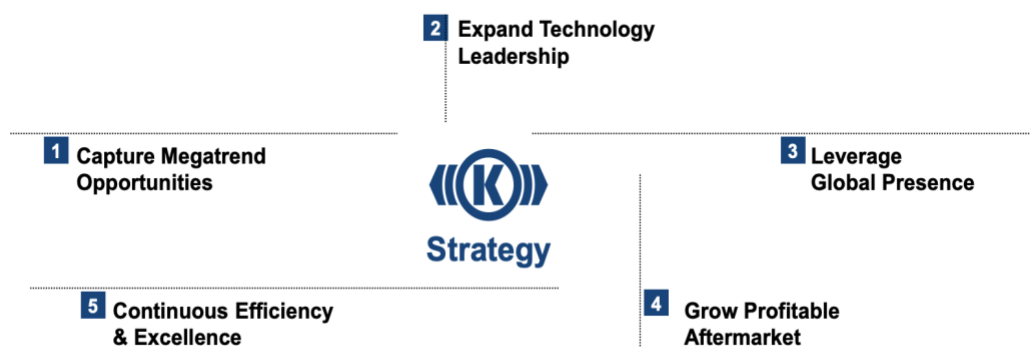 2 Expand Technology
Leadership
1 Capture Megatrend
Opportunities
3 Leverage
Global Presence
K
Strategy
5 Continuous Efficiency
& Excellence
4 Grow Profitable
Aftermarket